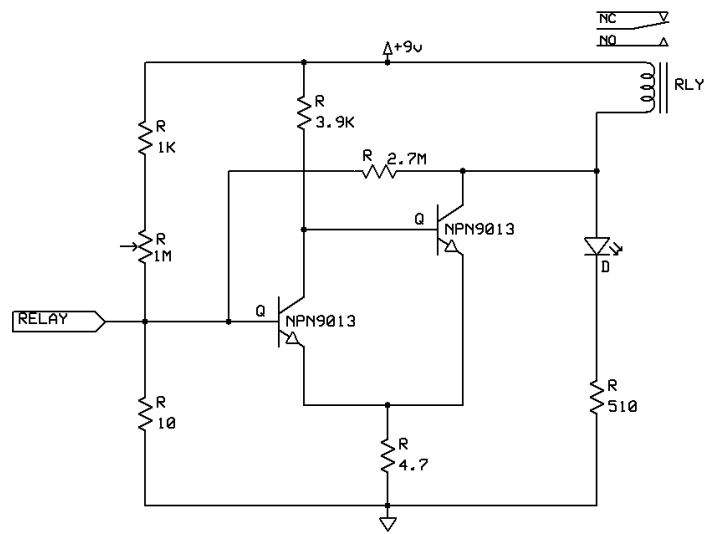 NC
+9v
NO
RLY
R
3.9K
R
1K
R 2.7M
Q
NPN9013
R
1M
D
RELAY
Q
NPN9013
R
10
R
510
R
4.7